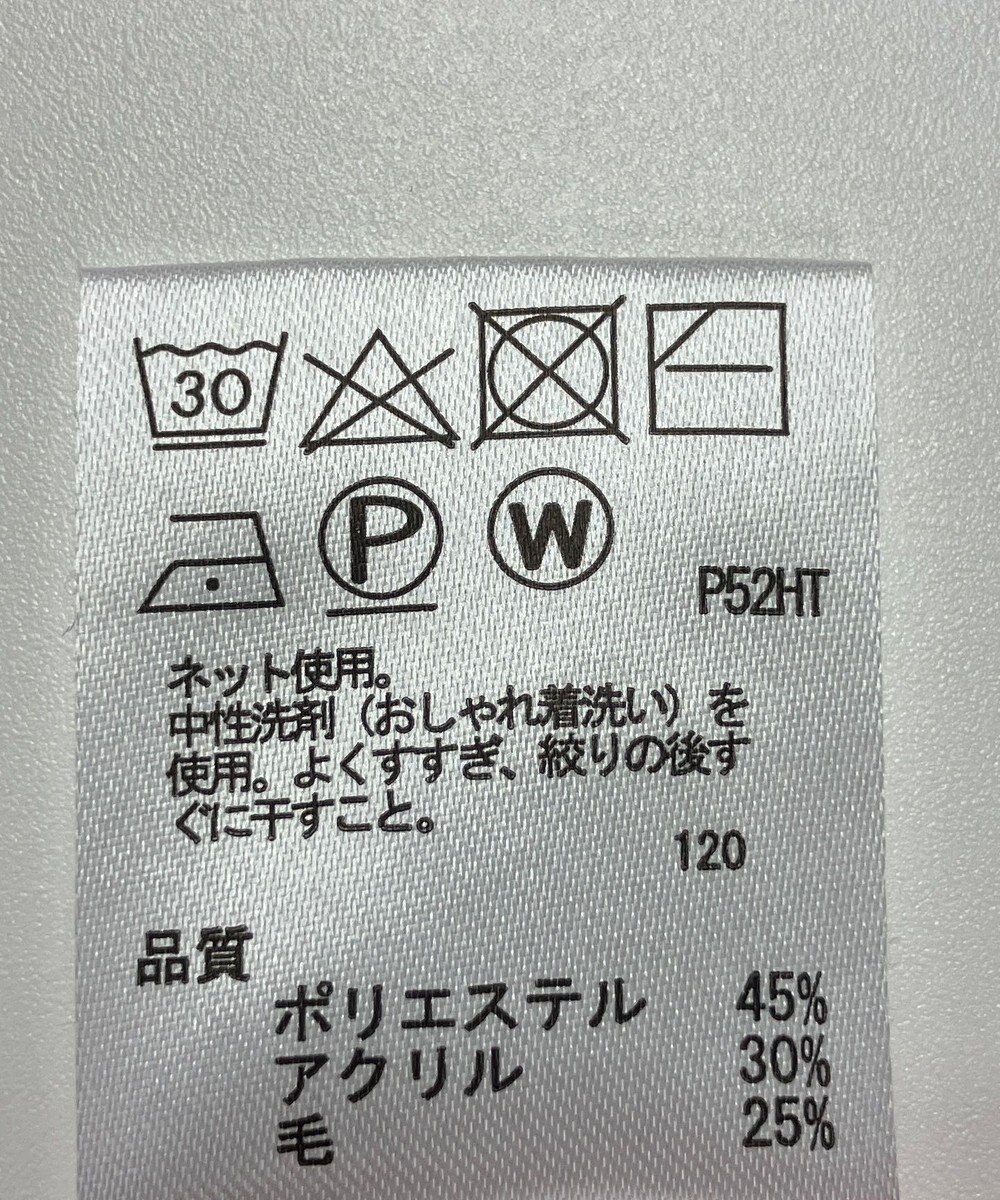 30
P W
P52HT
ネット使用。
中性洗剤（おしゃれ着洗い）を
使用。よくすすぎ、絞りの後す
ぐに干すこと。
120
品質
ポリエステル 45%
アクリル 30%
毛 25%